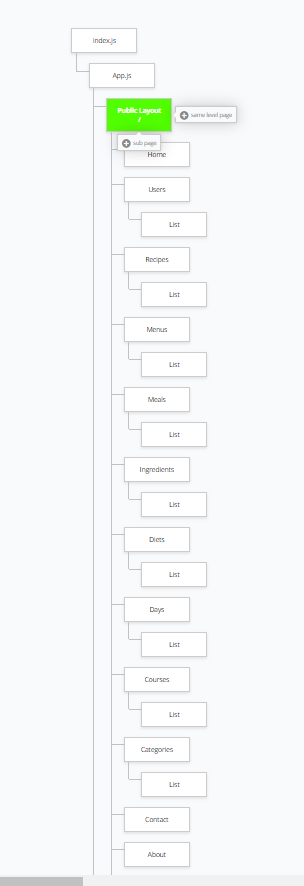 index.js
App.js
Public Layout
/
same level page
sub page
Home
Users
List
Recipes
List
Menus
List
Meals
List
Ingredients
List
Diets
List
Days
List
Courses
List
Categories
List
Contact
About